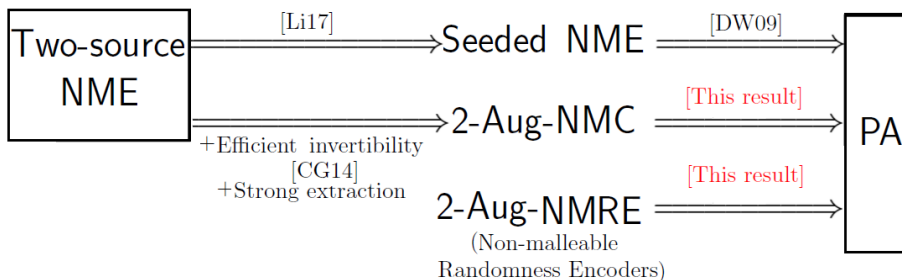 Two-source
NME
[Li17]
Seeded NME
[DW09]
PA
+Efficient invertibility
[CG14]
+Strong extraction
2-Aug-NMC
[This result]
2-Aug-NMRE
(Non-malleable
Randomness Encoders)
[This result]